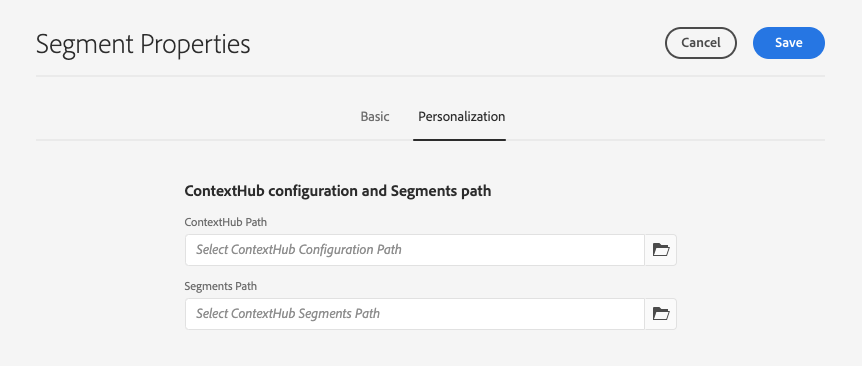 Segment Properties
Cancel
Save
Basic
Personalization
ContextHub configuration and Segments path
ContextHub Path
Select ContextHub Configuration Path
Segments Path
Select ContextHub Segments Path